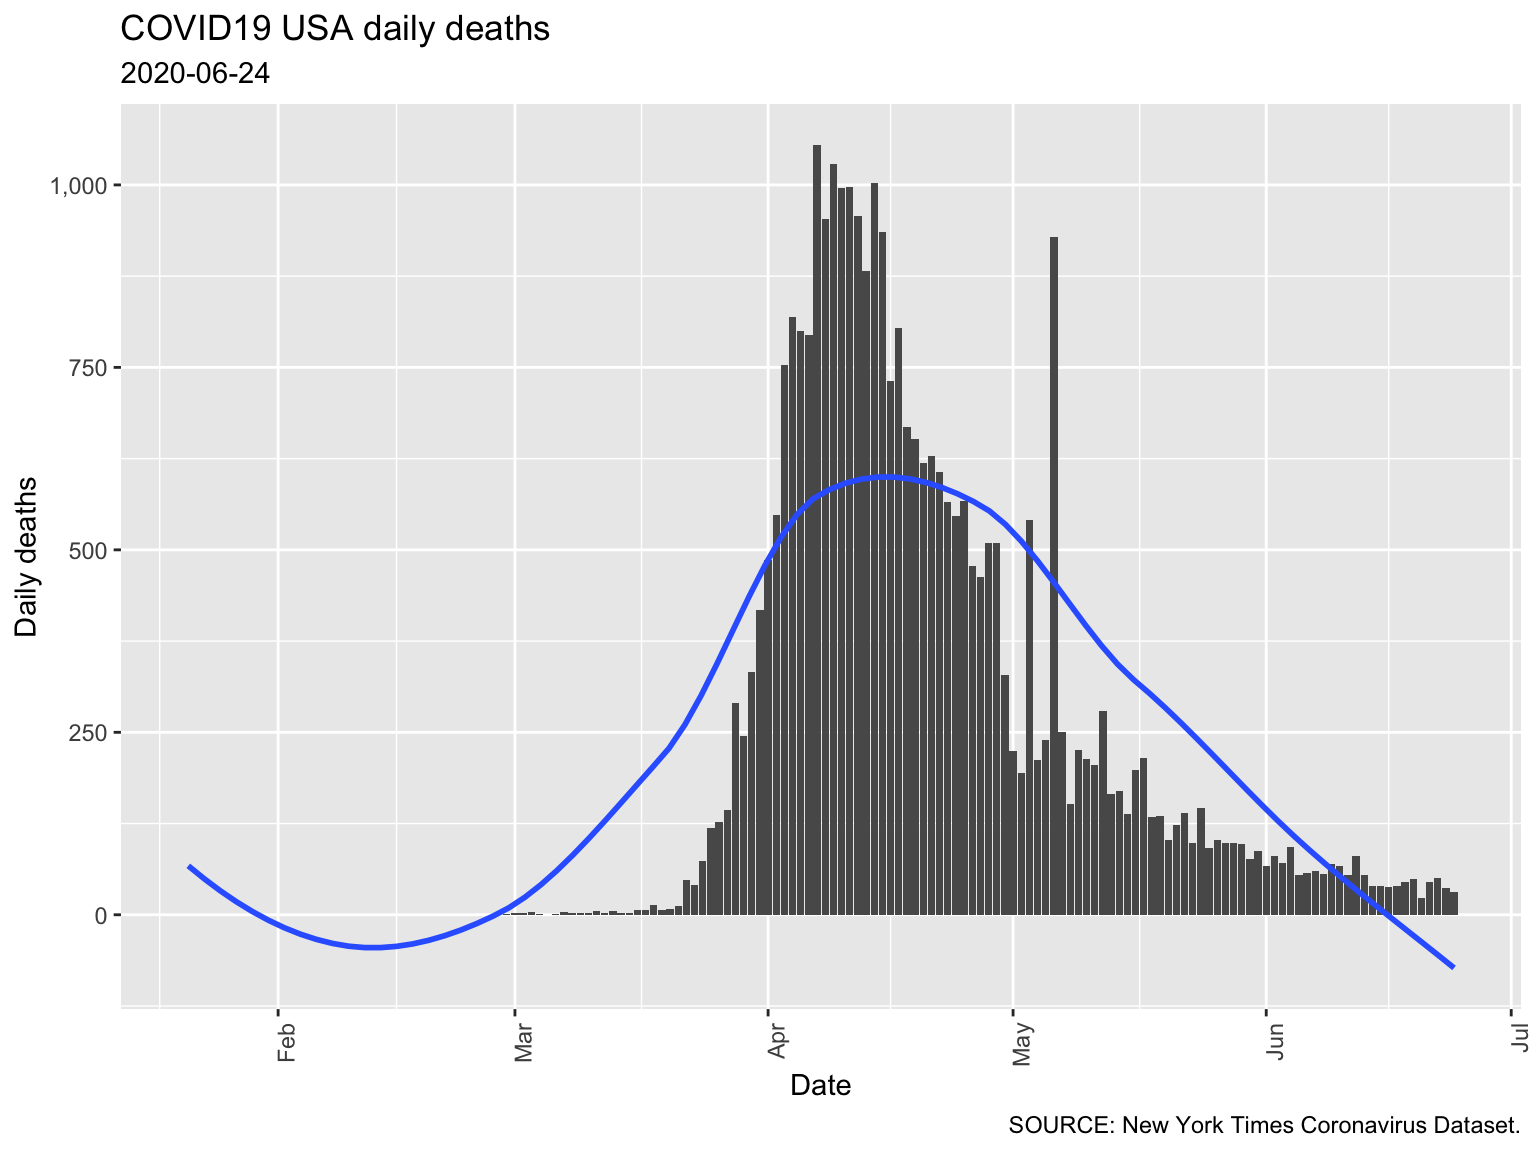 COVID19 USA daily deaths
2020-06-24
Daily deaths
1,000
750
500
250
0
Feb
Mar
Apr
May
Jun
Jul
Date
SOURCE: New York Times Coronavirus Dataset.